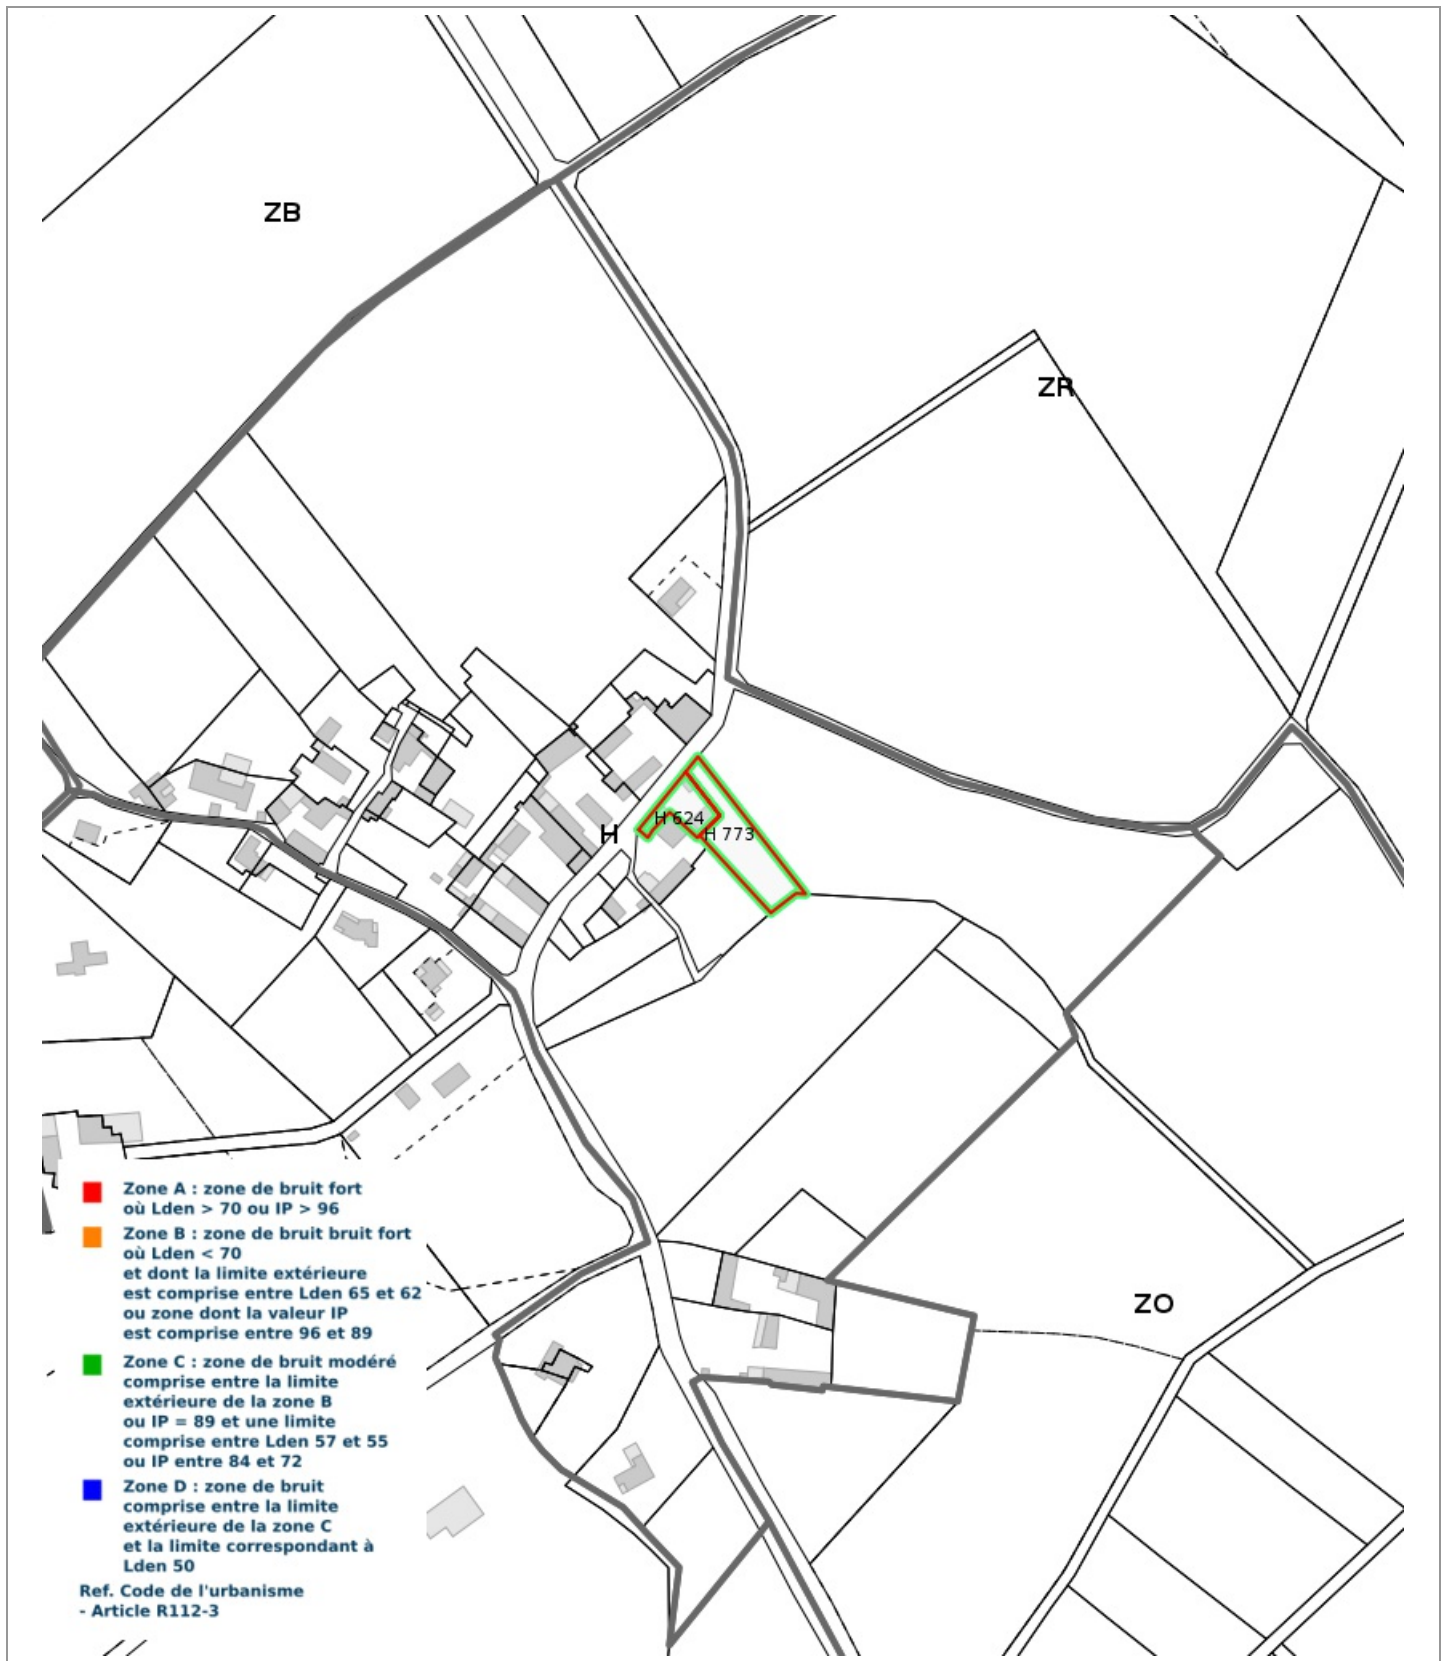 ZB
ZR
H 624
H
H 773
Zone A : zone de bruit fort
où Lden > 70 ou IP > 96
Zone B : zone de bruit bruit fort
où Lden < 70
et dont la limite extérieure
est comprise entre Lden 65 et 62
ou zone dont la valeur IP
est comprise entre 96 et 89
ZO
Zone C : zone de bruit modéré
comprise entre la limite
extérieure de la zone B
ou IP = 89 et une limite
comprise entre Lden 57 et 55
ou IP entre 84 et 72
Zone D : zone de bruit
comprise entre la limite
extérieure de la zone C
et la limite correspondant à
Lden 50
Ref. Code de l'urbanisme
- Article R112-3